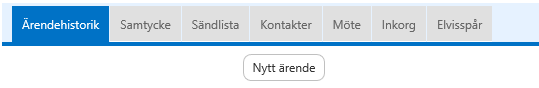 Ärendehistorik Samtycke Sändlista Kontakter Möte Inkorg Elvisspår
Nytt ärende